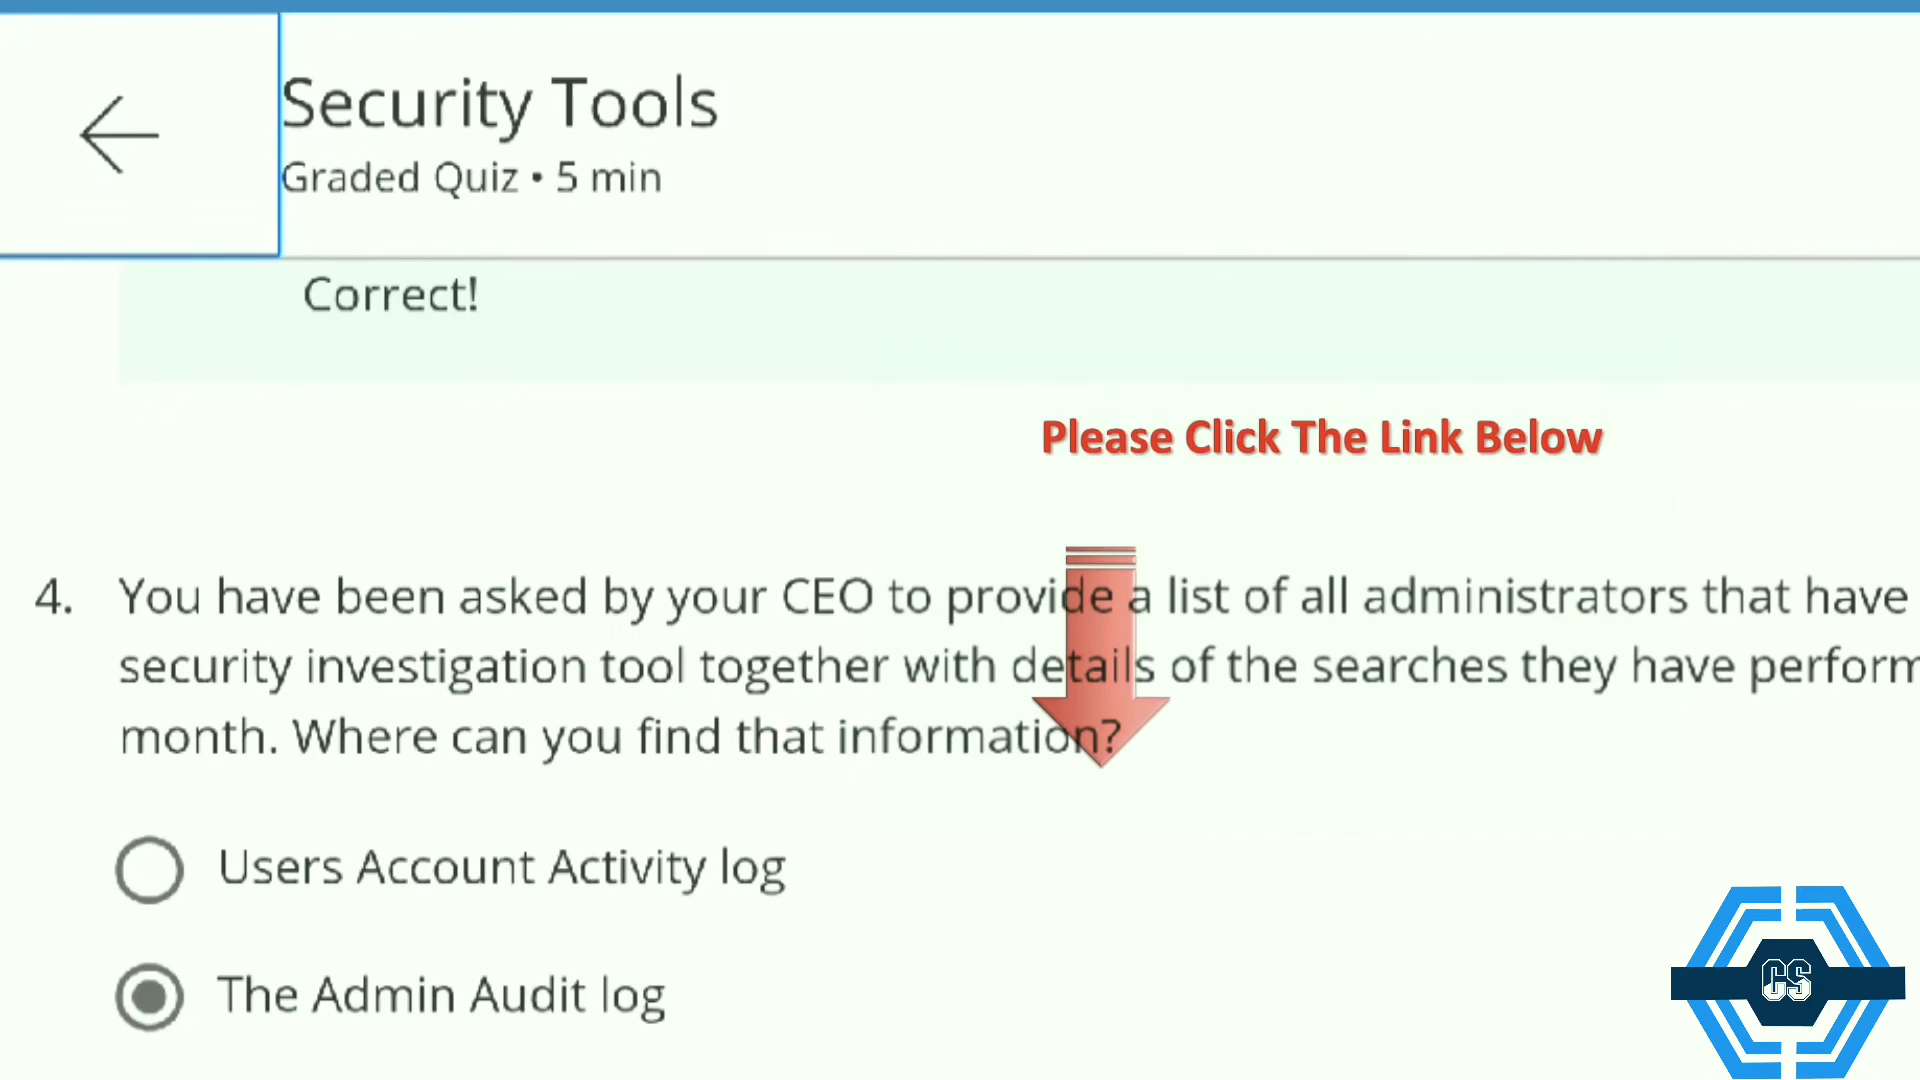 Security Tools
Graded Quiz • 5 min
Correct!
Please Click The Link Below
4. You have been asked by your CEO to provide a list of all administrators that have
security investigation tool together with details of the searches they have perform
month. Where can you find that information?
Users Account Activity log
The Admin Audit log
CS